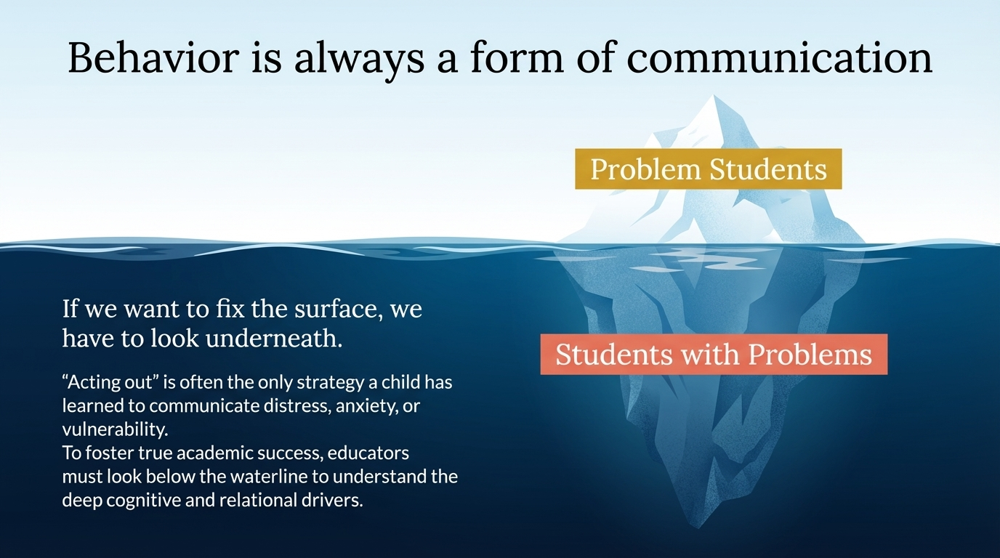 Behavior is always a form of communication
Problem Students
If we want to fix the surface, we
have to look underneath.
Students with Problems
“Acting out” is often the only strategy a child has
learned to communicate distress, anxiety, or
vulnerability.
To foster true academic success, educators
must look below the waterline to understand the
deep cognitive and relational drivers.